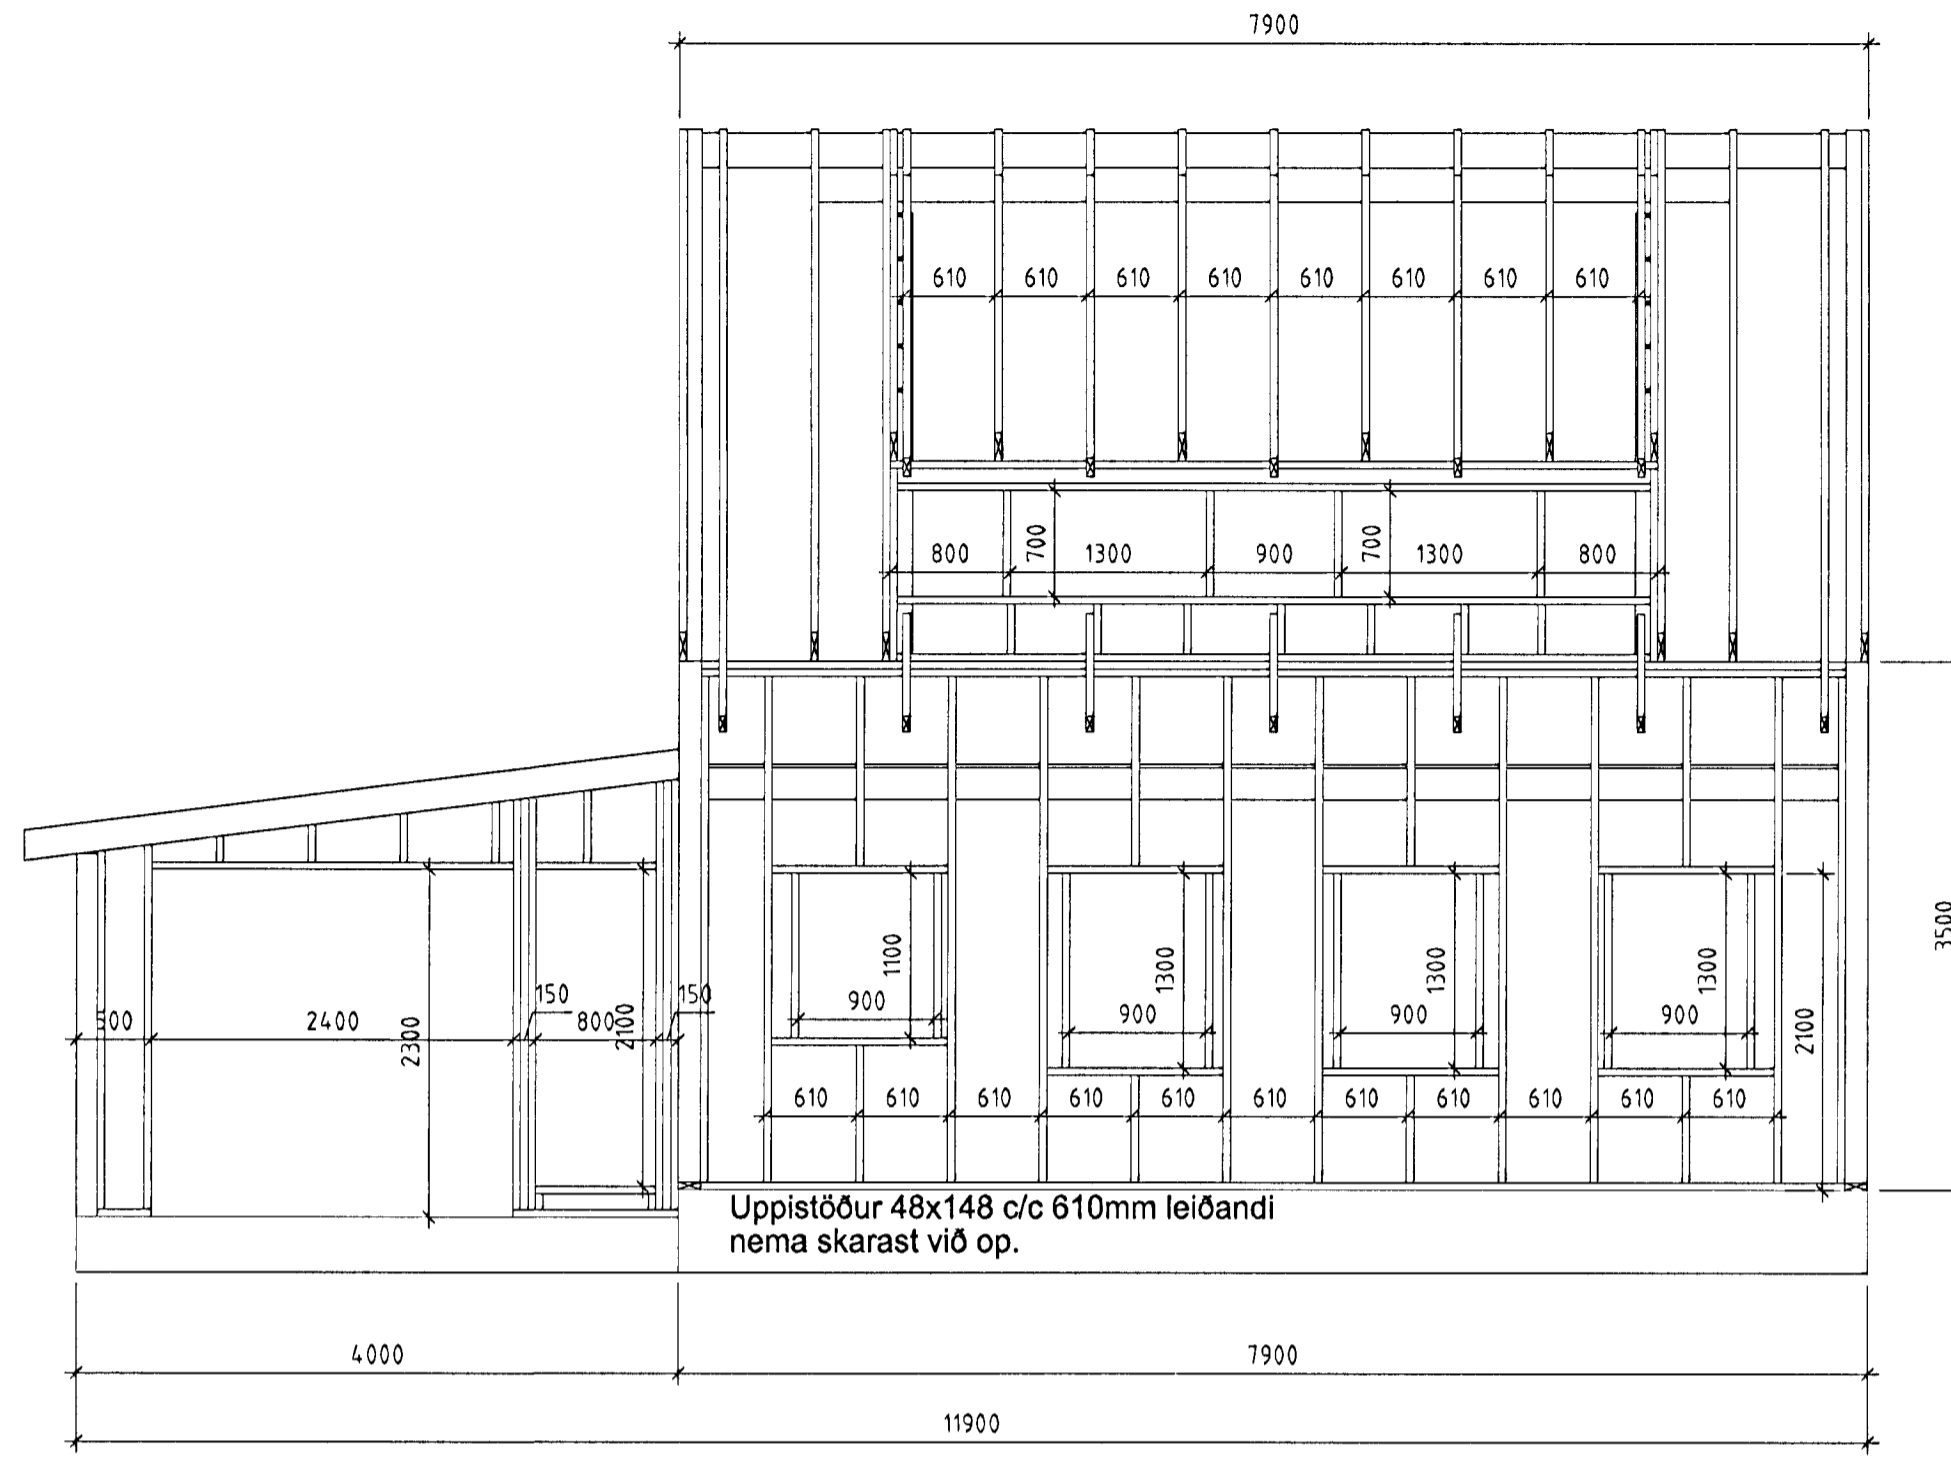 7900
610 610 610 610 610 610 610 610
700 700
800 1300 900 1300 800
3500
1100 1300 1300 1300
150 150
900 900 900 900
2400 2300 800 2100 2100
610 610 610 610 610 610 610 610 610 610 610
Uppistöður 48x148 c/c 610mm leiðandi
nema skarast við op.
4000 7900
11900